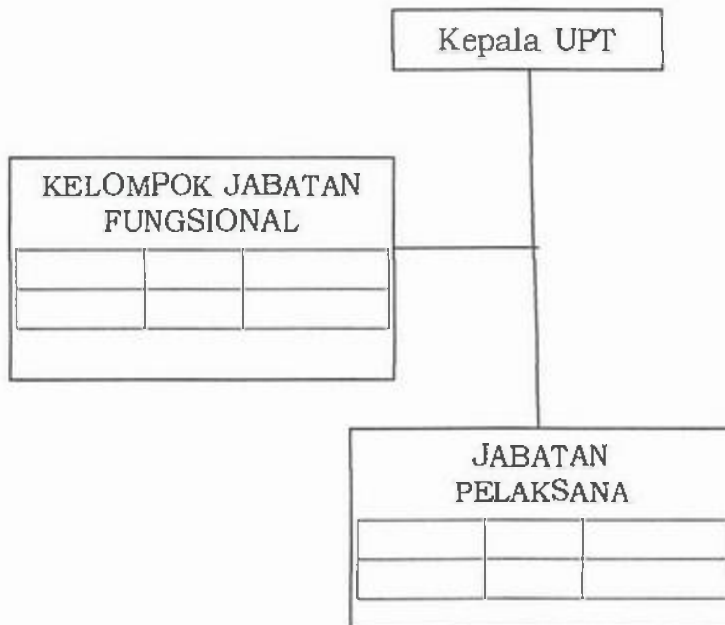 Kepala UPT
KELOMPOK JABATAN
FUNGSIONAL
JABATAN
PELAKSANA